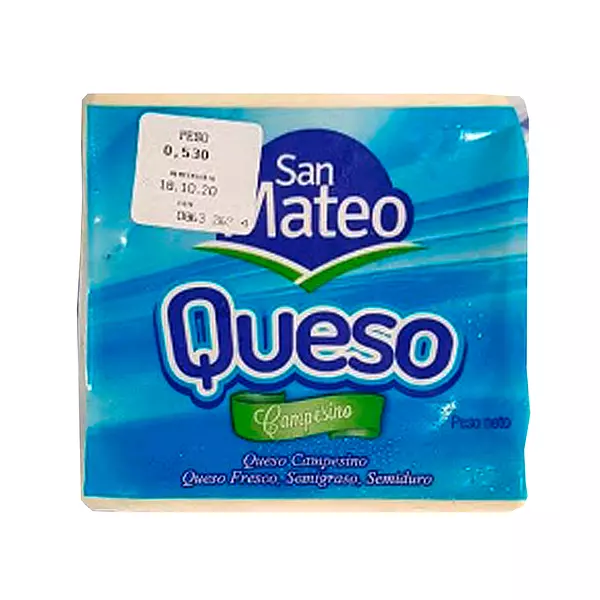 PESO
0,530
18.10.20
San
Mateo
Queso
Campesino
Peso neto
Queso Campesino
Queso Fresco, Semigraso, Semiduro